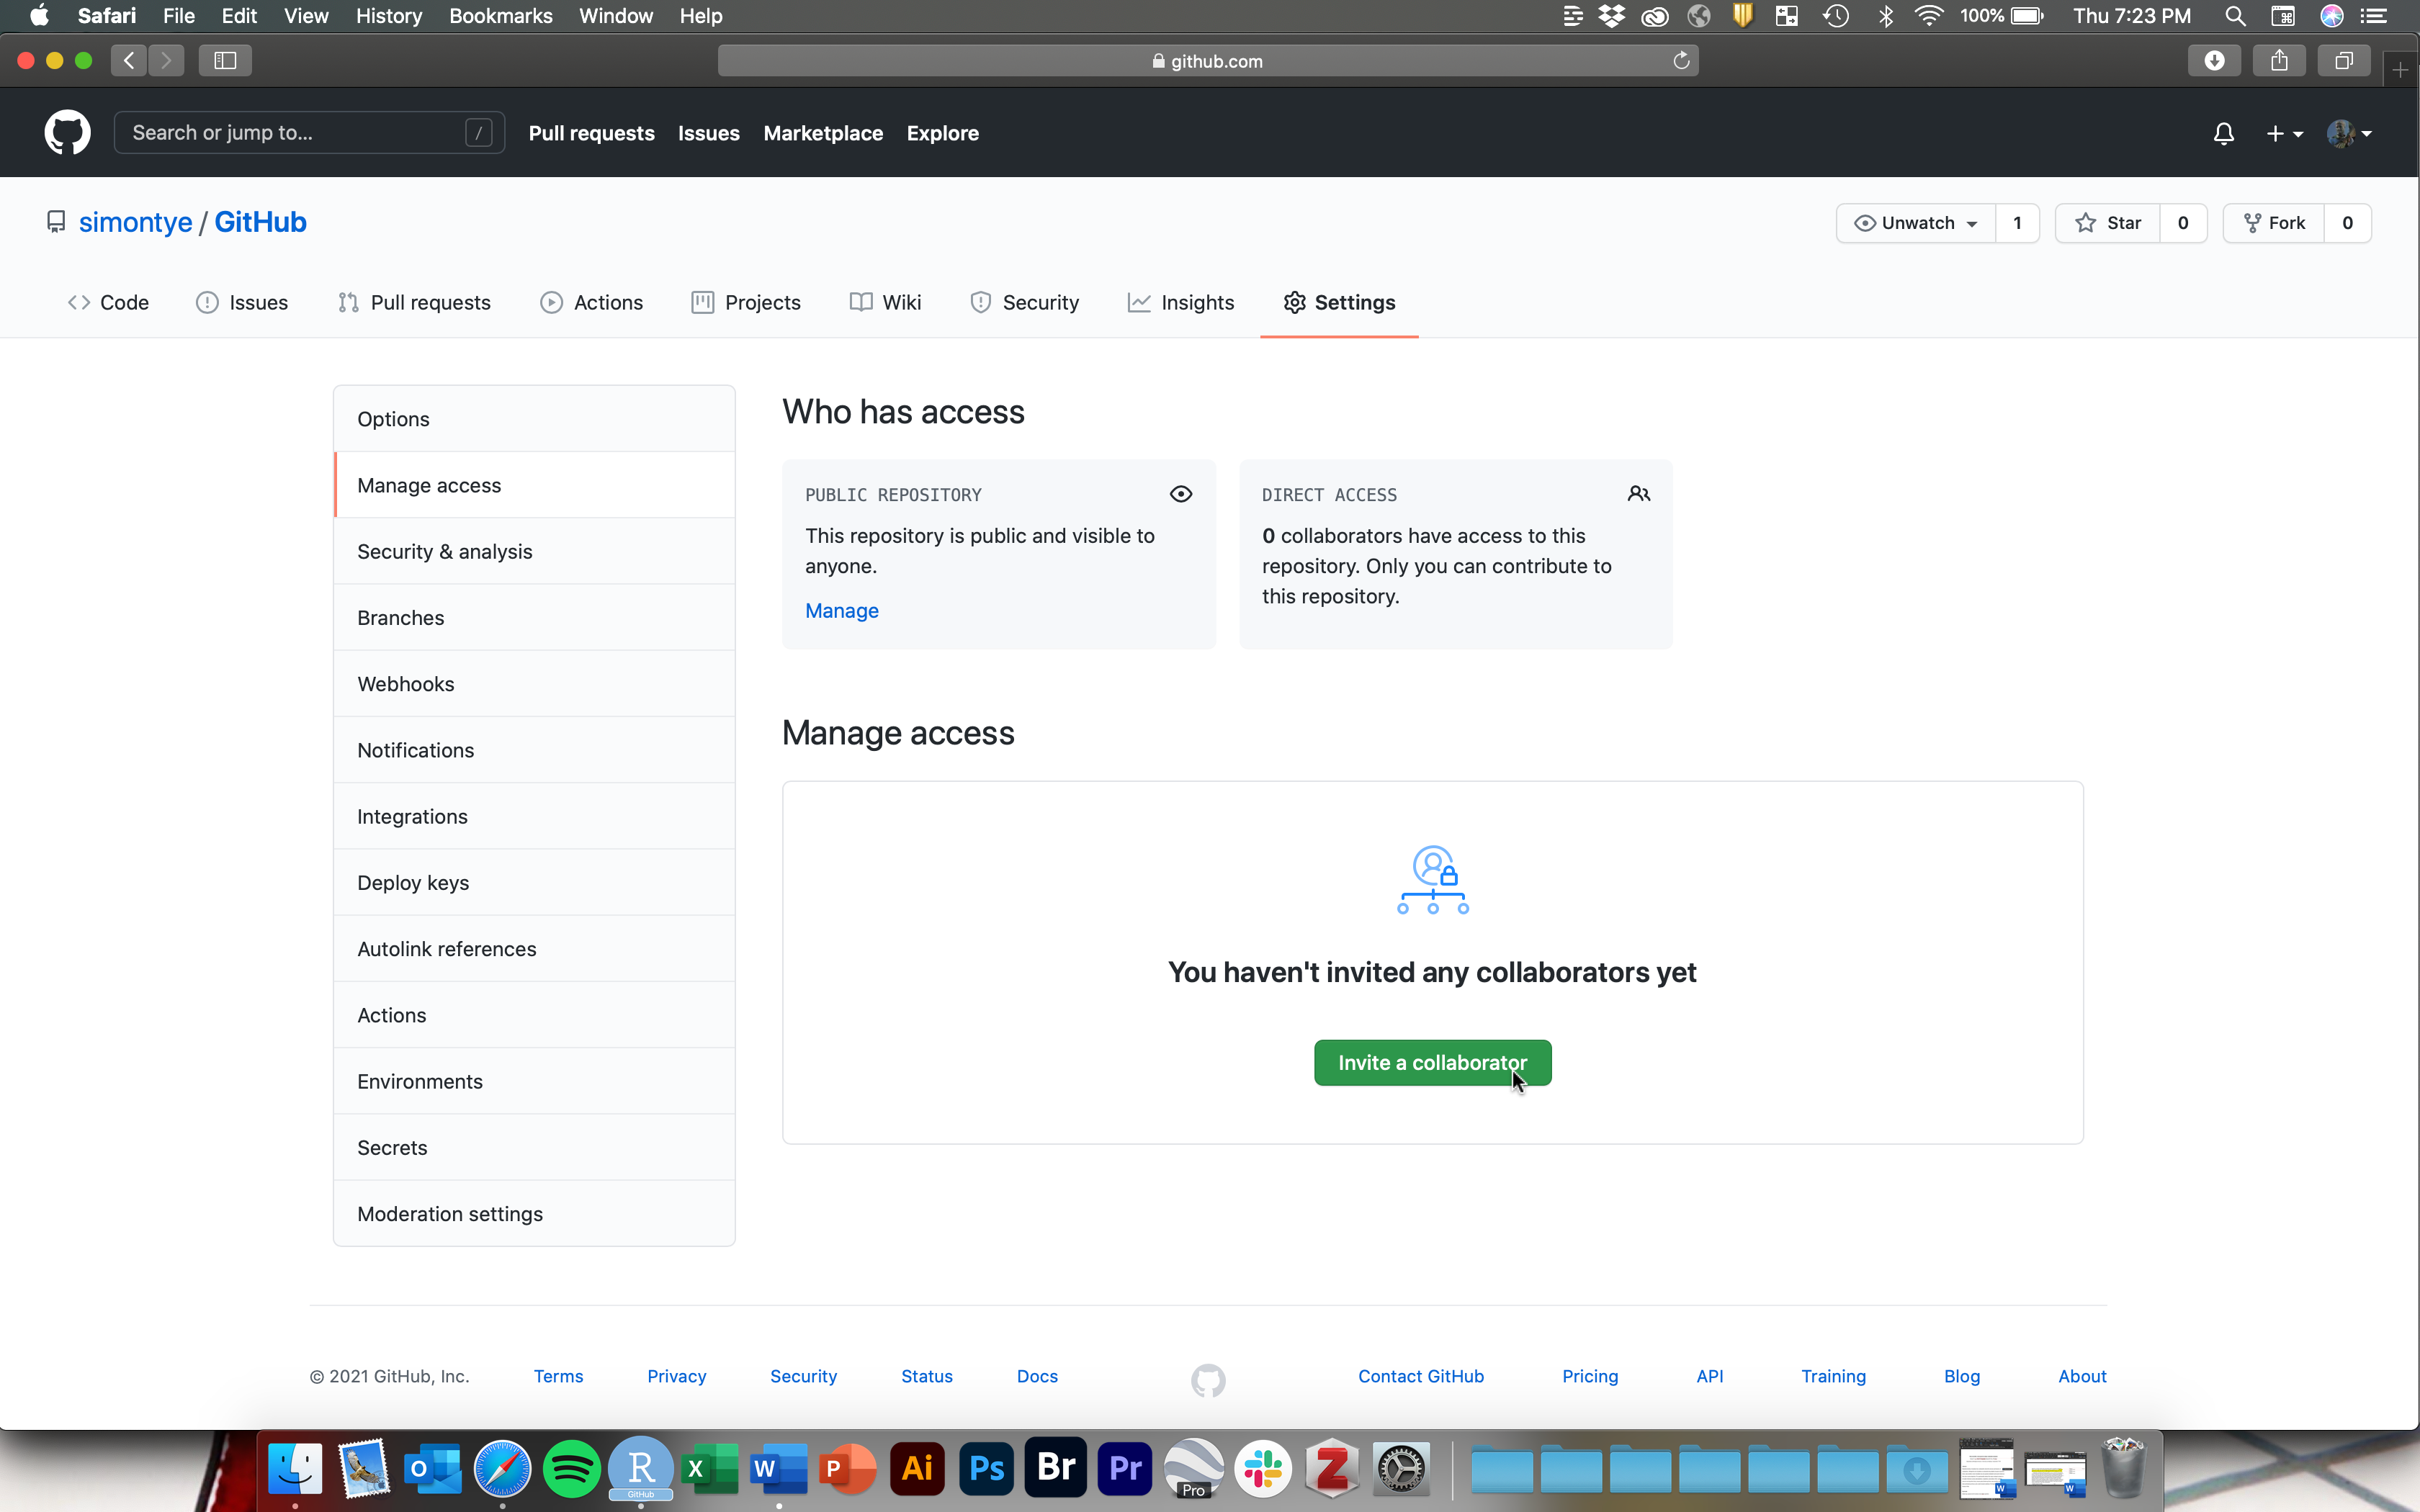 Safari File Edit View History Bookmarks Window Help 100% Thu 7:23 PM
github.com
Search or jump to... / Pull requests Issues Marketplace Explore
simontye / GitHub Unwatch 1 Star 0 Fork 0
Code Issues Pull requests Actions Projects Wiki Security Insights Settings
Options
Manage access
Security & analysis
Branches
Webhooks
Notifications
Integrations
Deploy keys
Autolink references
Actions
Environments
Secrets
Moderation settings
Who has access
PUBLIC REPOSITORY
This repository is public and visible to
anyone.
Manage
DIRECT ACCESS
0 collaborators have access to this
repository. Only you can contribute to
this repository.
Manage access
You haven't invited any collaborators yet
Invite a collaborator
© 2021 GitHub, Inc. Terms Privacy Security Status Docs Contact GitHub Pricing API Training Blog About
O R X W P Ai Ps Br Pr Z W W
GitHub Pro